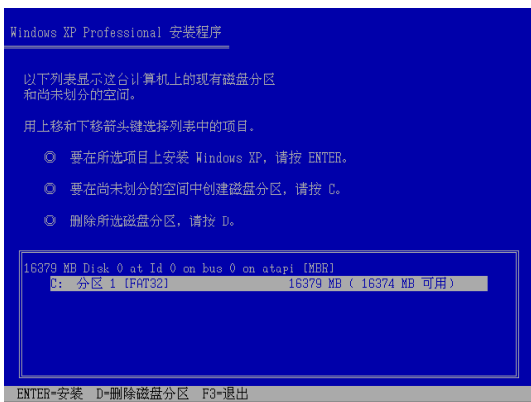 Windows XP Professional 安装程序
以下列表显示这台计算机上的现有磁盘分区
和尚未划分的空间。
用上移和下移箭头键选择列表中的项目.
◎ 要在所选项目上安装 Windows XP, 请按 ENTER。
◎ 要在尚未划分的空间中创建磁盘分区, 请按 C。
◎ 删除所选磁盘分区, 请按 D。
16379 MB Disk 0 at Id 0 on bus 0 on atapi [MBR]
C: 分区 1 [FAT32] 16379 MB ( 16374 MB 可用)
ENTER=安装 D=删除磁盘分区 F3=退出